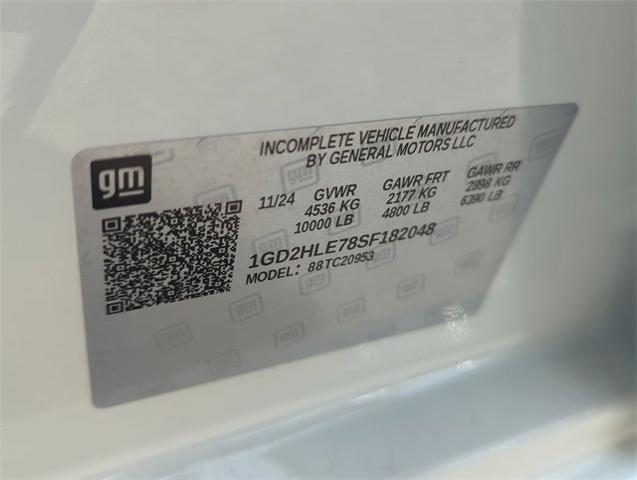 gm
INCOMPLETE VEHICLE MANUFACTURED
BY GENERAL MOTORS LLC
11/24 GVWR GAWR FRT GAWR RR
4536 KG 2177 KG 2898 KG
10000 LB 4800 LB 6390 LB
1GD2HLE78SF182048
MODEL: 88TC20953